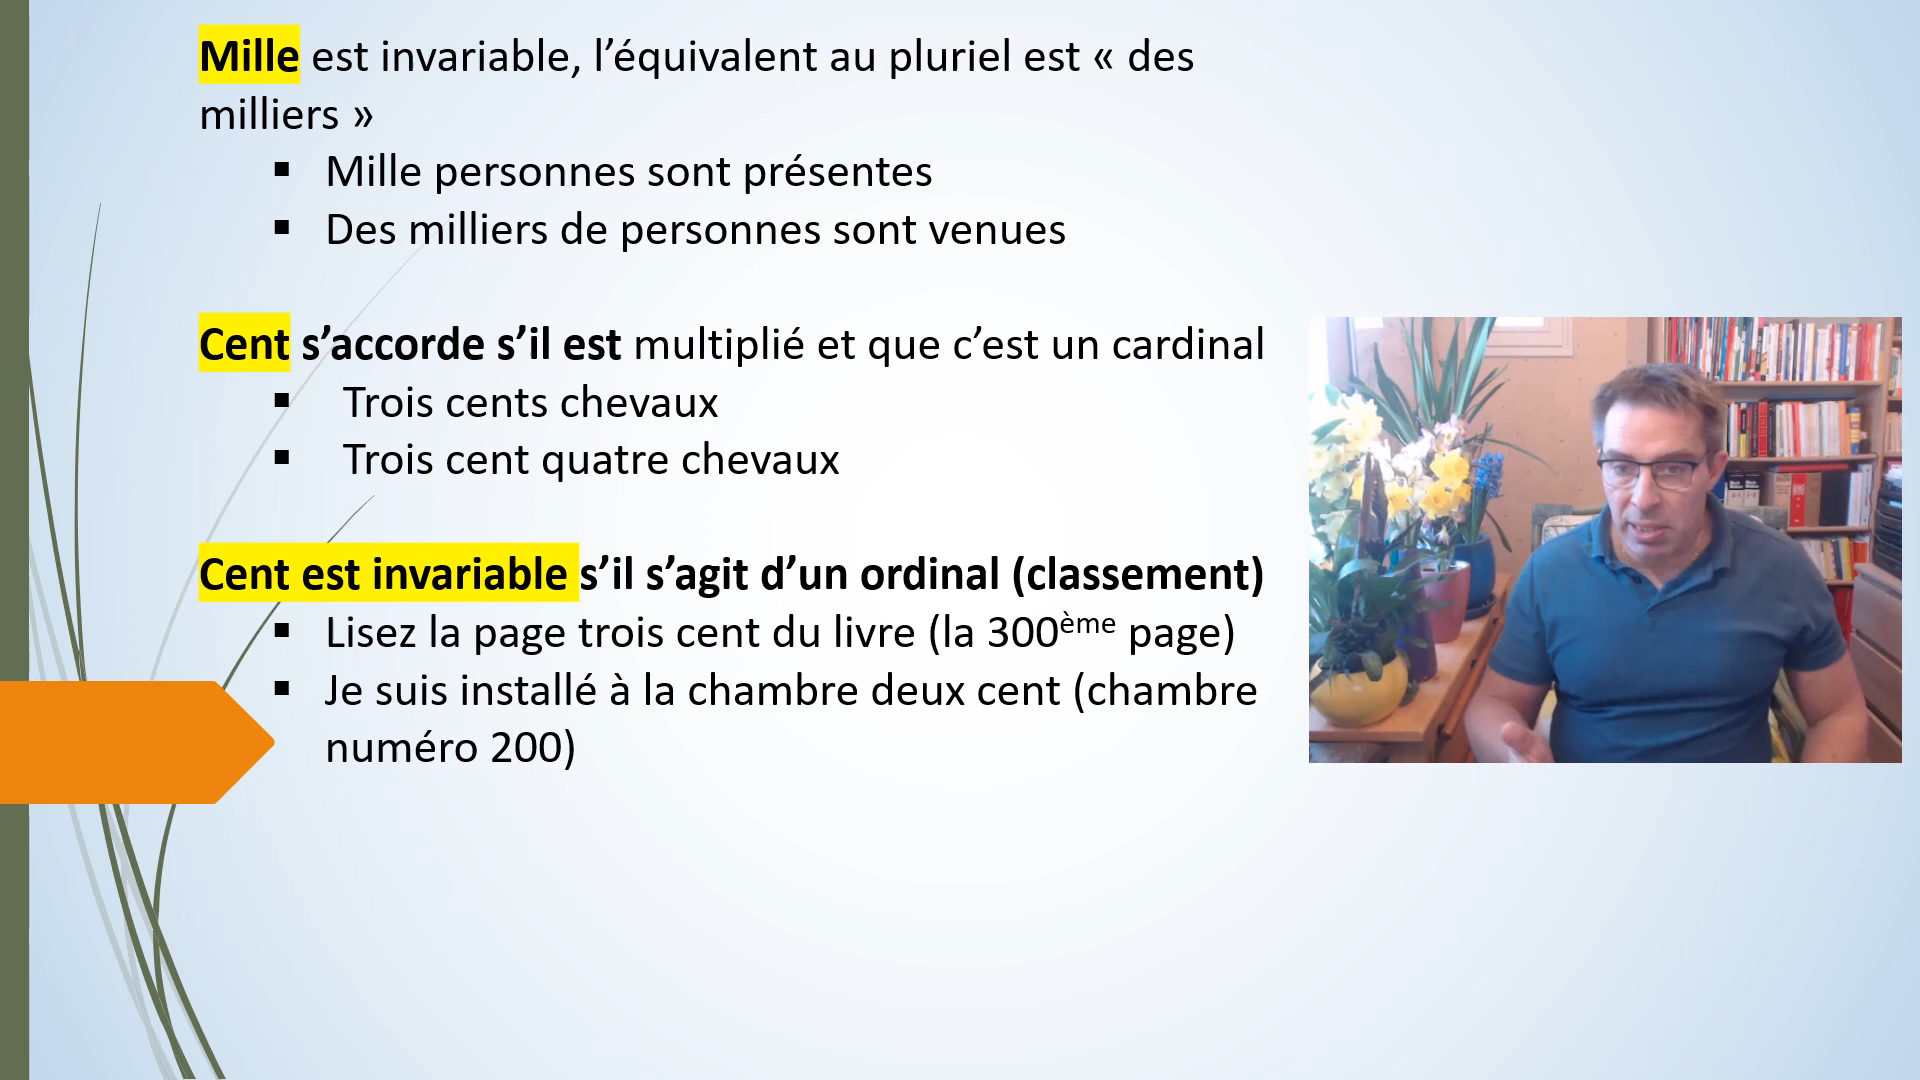 Mille est invariable, l’équivalent au pluriel est « des
milliers »
▪ Mille personnes sont présentes
▪ Des milliers de personnes sont venues
Cent s’accorde s’il est multiplié et que c’est un cardinal
▪ Trois cents chevaux
▪ Trois cent quatre chevaux
Cent est invariable s’il s’agit d’un ordinal (classement)
▪ Lisez la page trois cent du livre (la 300ème page)
▪ Je suis installé à la chambre deux cent (chambre
numéro 200)